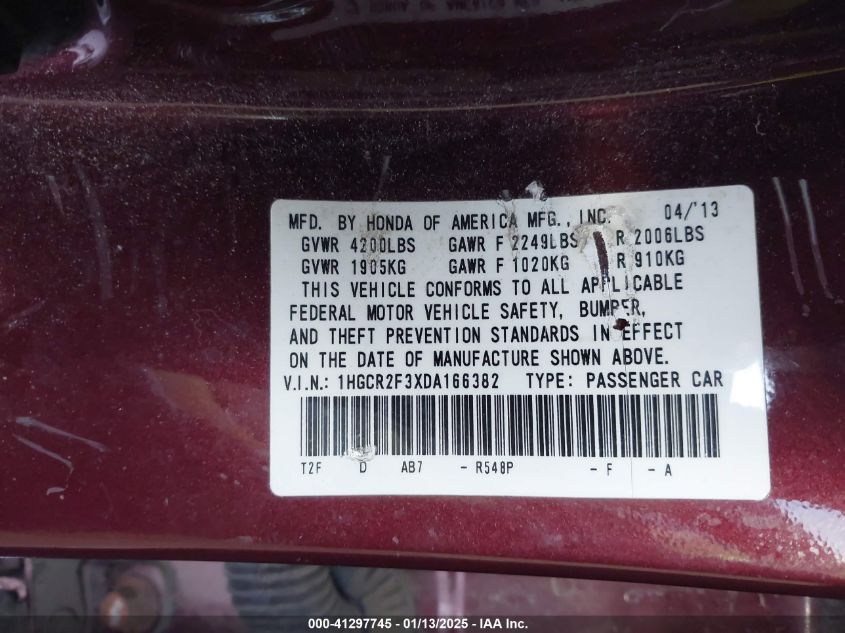 MFD. BY HONDA OF AMERICA MFG., INC. 04/'13
GVWR 4200LBS GAWR F 2249LBS R 2006LBS
GVWR 1905KG GAWR F 1020KG R 910KG
THIS VEHICLE CONFORMS TO ALL APPLICABLE
FEDERAL MOTOR VEHICLE SAFETY, BUMPER,
AND THEFT PREVENTION STANDARDS IN EFFECT
ON THE DATE OF MANUFACTURE SHOWN ABOVE.
V.I.N.: 1HGCR2F3XDA166382 TYPE: PASSENGER CAR
T2F D AB7 - R548P - F - A
000-41297745 - 01/13/2025 - IAA Inc.